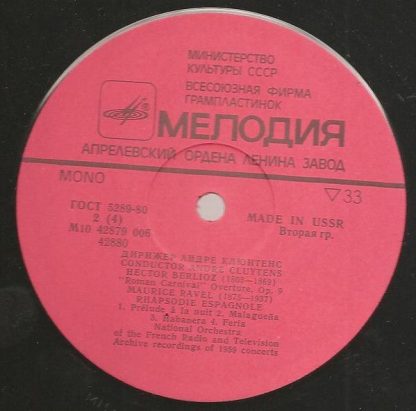 МИНИСТЕРСТВО
КУЛЬТУРЫ СССР
ВСЕСОЮЗНАЯ ФИРМА
ГРАМПЛАСТИНОК
МЕЛОДИЯ
АПРЕЛЕВСКИЙ ОРДЕНА ЛЕНИНА ЗАВОД
MONO
▽33
ГОСТ 5289-80
2 (4)
М10 42879 006
42880
MADE IN USSR
Вторая гр.
ДИРИЖЕР АНДРЕ КЛЮИТЕНС
CONDUCTOR ANDRE CLUYTENS
HECTOR BERLIOZ (1803—1869)
"Roman Carnival" Overture, Op. 9
MAURICE RAVEL (1875—1937)
RHAPSODIE ESPAGNOLE
1. Prélude à la nuit 2. Malagueña
3. Habanera 4. Feria
National Orchestra
of the French Radio and Television
Archive recordings of 1959 concerts